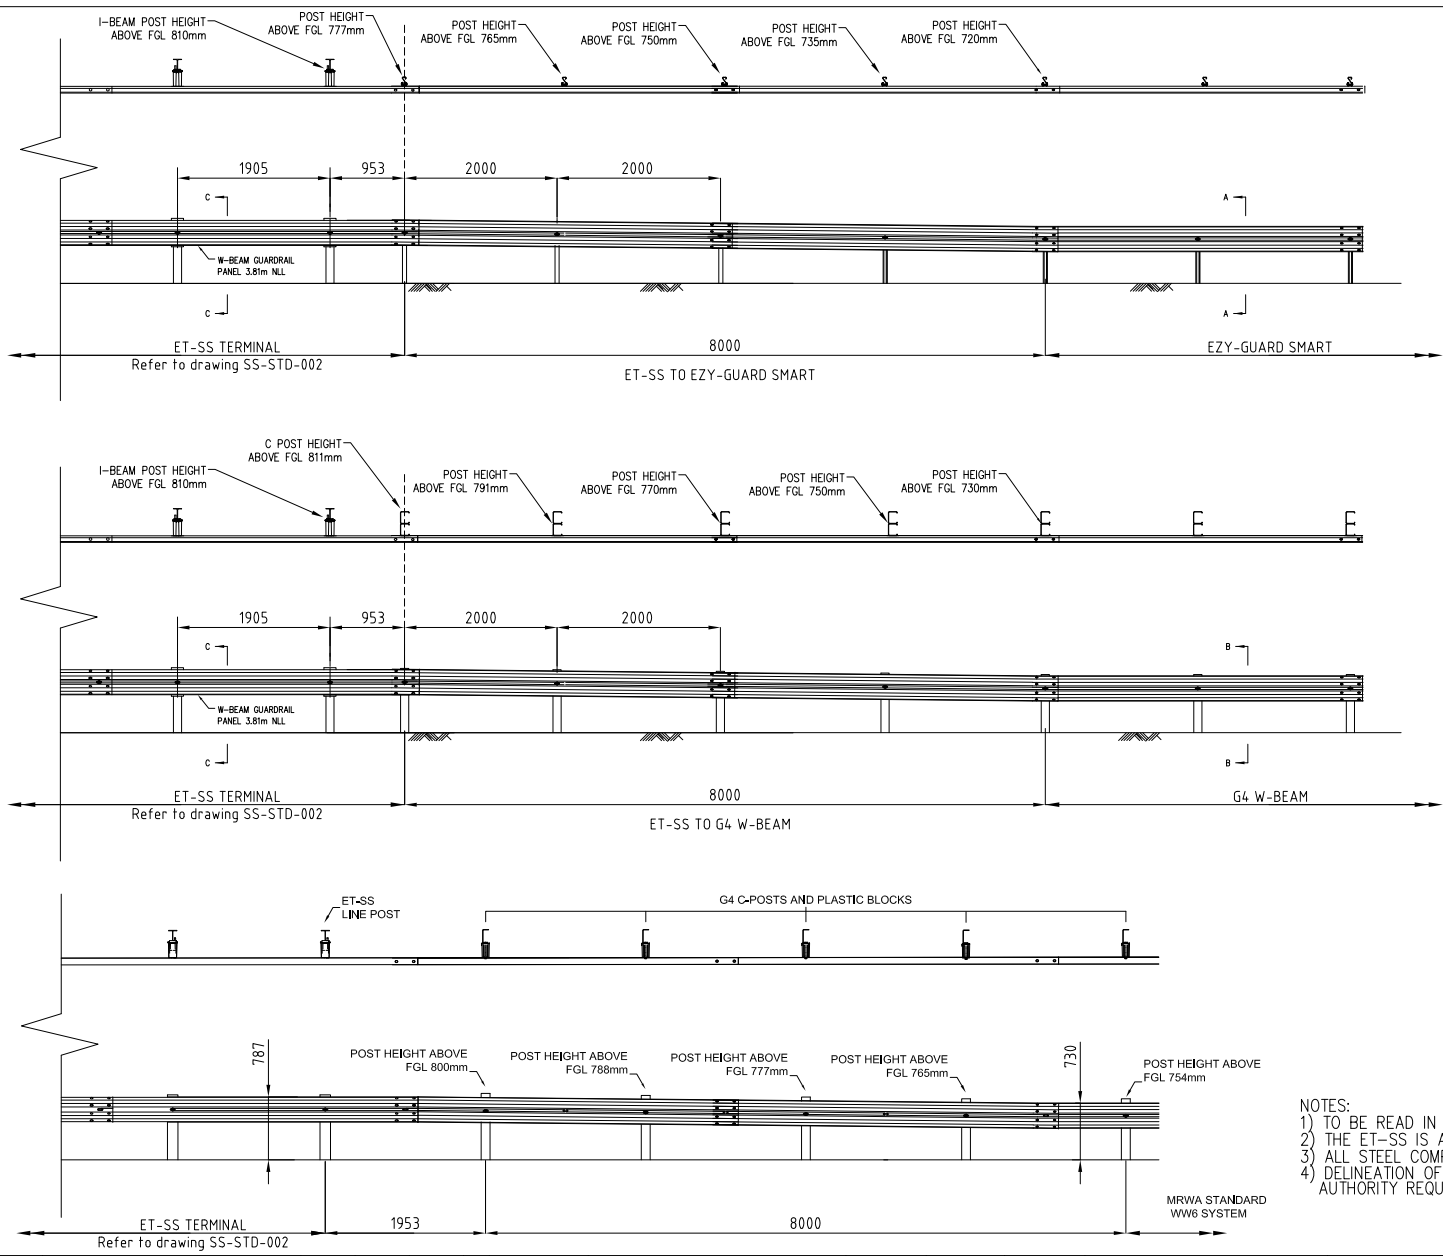 I-BEAM POST HEIGHT
ABOVE FGL 810mm
POST HEIGHT
ABOVE FGL 777mm
POST HEIGHT
ABOVE FGL 765mm
POST HEIGHT
ABOVE FGL 750mm
POST HEIGHT
ABOVE FGL 735mm
POST HEIGHT
ABOVE FGL 720mm
1905
953
2000
2000
C
A
W-BEAM GUARDRAIL
PANEL 3.81m NLL
C
A
ET-SS TERMINAL
Refer to drawing SS-STD-002
8000
EZY-GUARD SMART
ET-SS TO EZY-GUARD SMART
C POST HEIGHT
ABOVE FGL 811mm
I-BEAM POST HEIGHT
ABOVE FGL 810mm
POST HEIGHT
ABOVE FGL 791mm
POST HEIGHT
ABOVE FGL 770mm
POST HEIGHT
ABOVE FGL 750mm
POST HEIGHT
ABOVE FGL 730mm
1905
953
2000
2000
C
B
W-BEAM GUARDRAIL
PANEL 3.81m NLL
C
B
ET-SS TERMINAL
Refer to drawing SS-STD-002
8000
G4 W-BEAM
ET-SS TO G4 W-BEAM
ET-SS
LINE POST
G4 C-POSTS AND PLASTIC BLOCKS
787
POST HEIGHT ABOVE
FGL 800mm
POST HEIGHT ABOVE
FGL 788mm
POST HEIGHT ABOVE
FGL 777mm
POST HEIGHT ABOVE
FGL 765mm
730
POST HEIGHT ABOVE
FGL 754mm
NOTES:
1) TO BE READ IN
2) THE ET-SS IS
3) ALL STEEL
4) DELINEATION OF
AUTHORITY
MRWA STANDARD
WW6 SYSTEM
ET-SS TERMINAL
Refer to drawing SS-STD-002
1953
8000